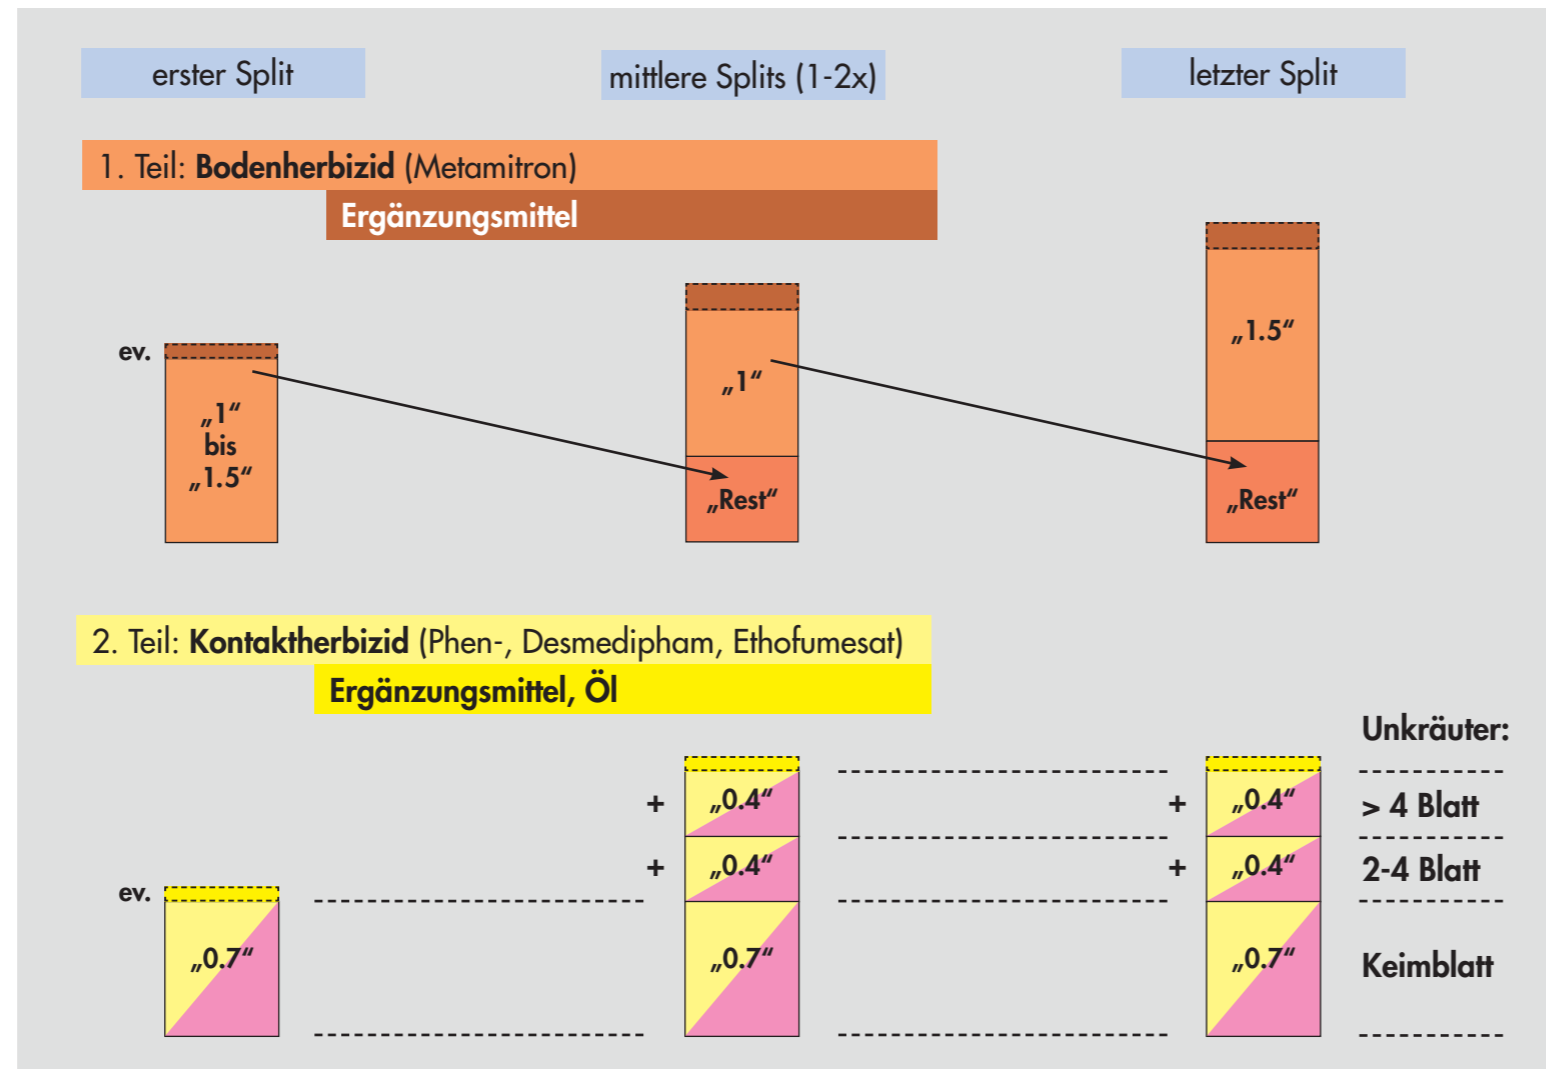 erster Split
mittlere Splits (1-2x)
letzter Split
1. Teil: Bodenherbizid (Metamitron)
Ergänzungsmittel
ev.
„1“
bis
„1.5“
„1“
„Rest“
„1.5“
„Rest“
2. Teil: Kontaktherbizid (Phen-, Desmedipham, Ethofumesat)
Ergänzungsmittel, Öl
Unkräuter:
+ „0.4“ + „0.4“ > 4 Blatt
+ „0.4“ + „0.4“ 2-4 Blatt
ev.
„0.7“ „0.7“ „0.7“ Keimblatt